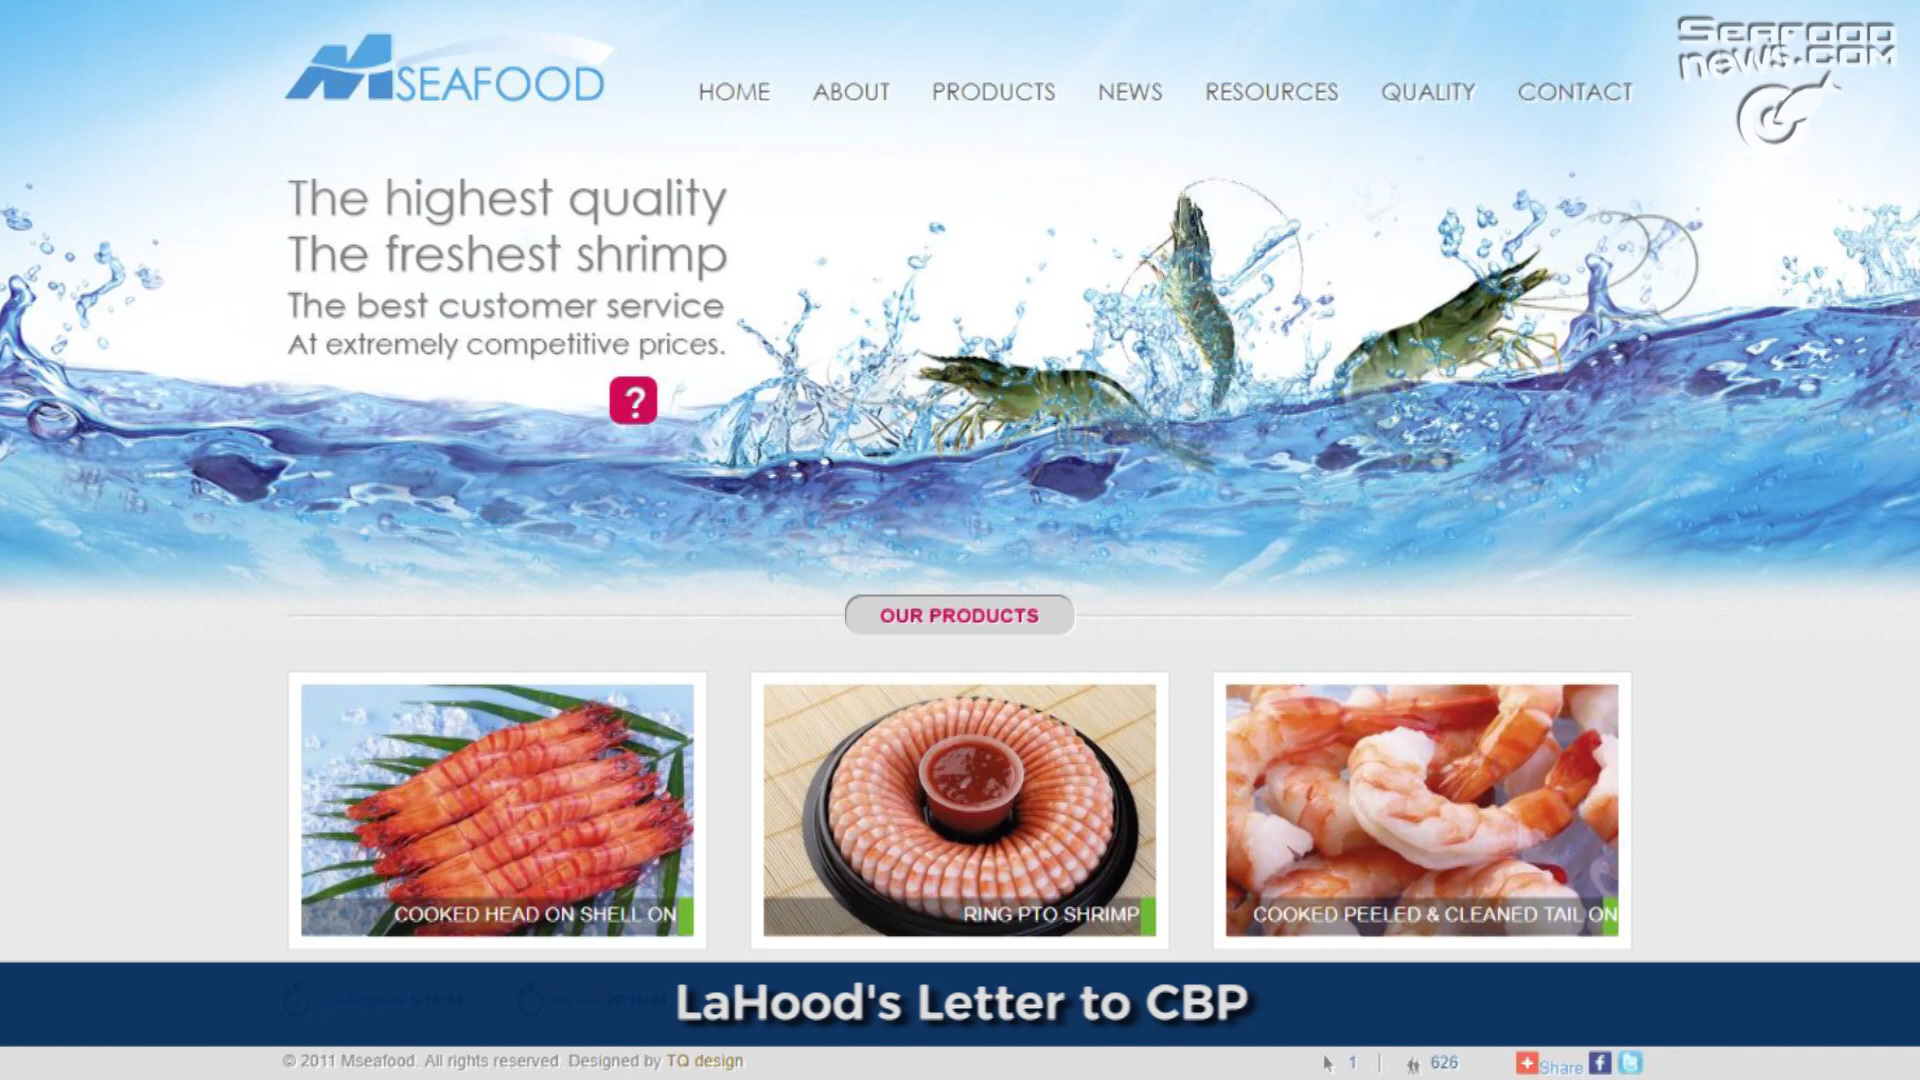 MSEAFOOD
HOME ABOUT PRODUCTS NEWS RESOURCES QUALITY CONTACT
SEAFOOD
news.com
The highest quality
The freshest shrimp
The best customer service
At extremely competitive prices.
?
OUR PRODUCTS
COOKED HEAD ON SHELL ON
RING PTO SHRIMP
COOKED PEELED & CLEANED TAIL ON
LaHood's Letter to CBP
© 2011 Mseafood. All rights reserved. Designed by TQ design
1 | 626
Share